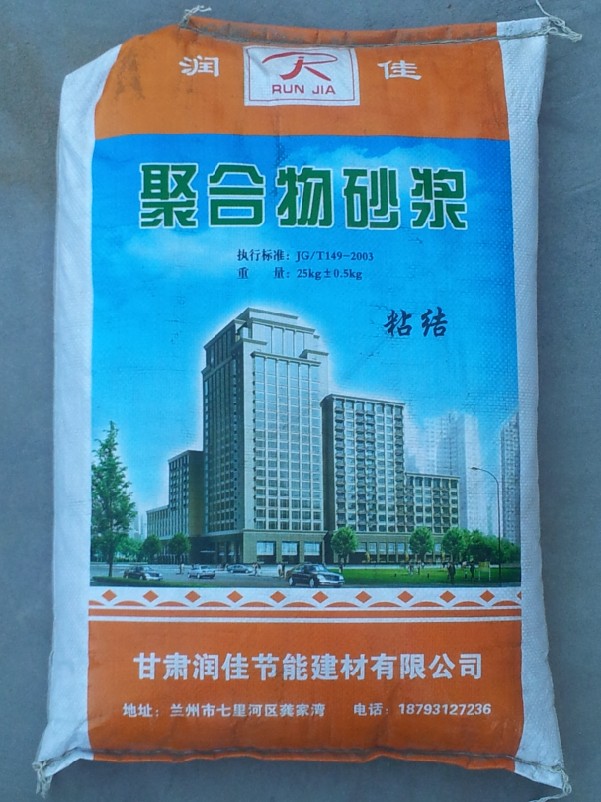 润 佳
RUN JIA
聚合物砂浆
执行标准：JG/T149-2003
重 量：25kg±0.5kg
粘结
甘肃润佳节能建材有限公司
地址：兰州市七里河区龚家湾 电话：18793127236